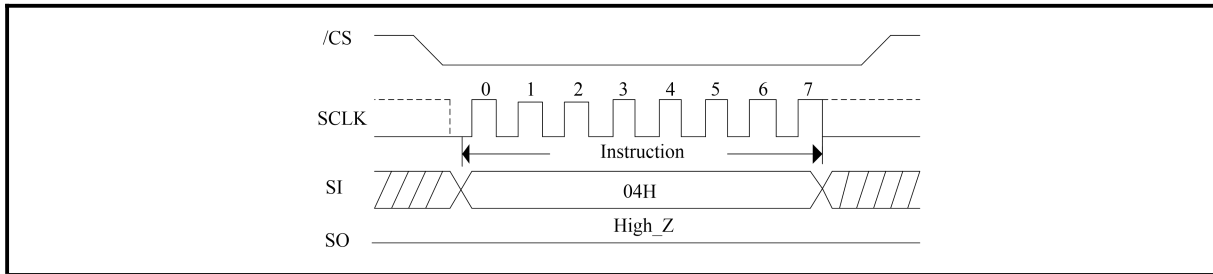 /CS
0 1 2 3 4 5 6 7
SCLK
Instruction
SI
04H
High_Z
SO